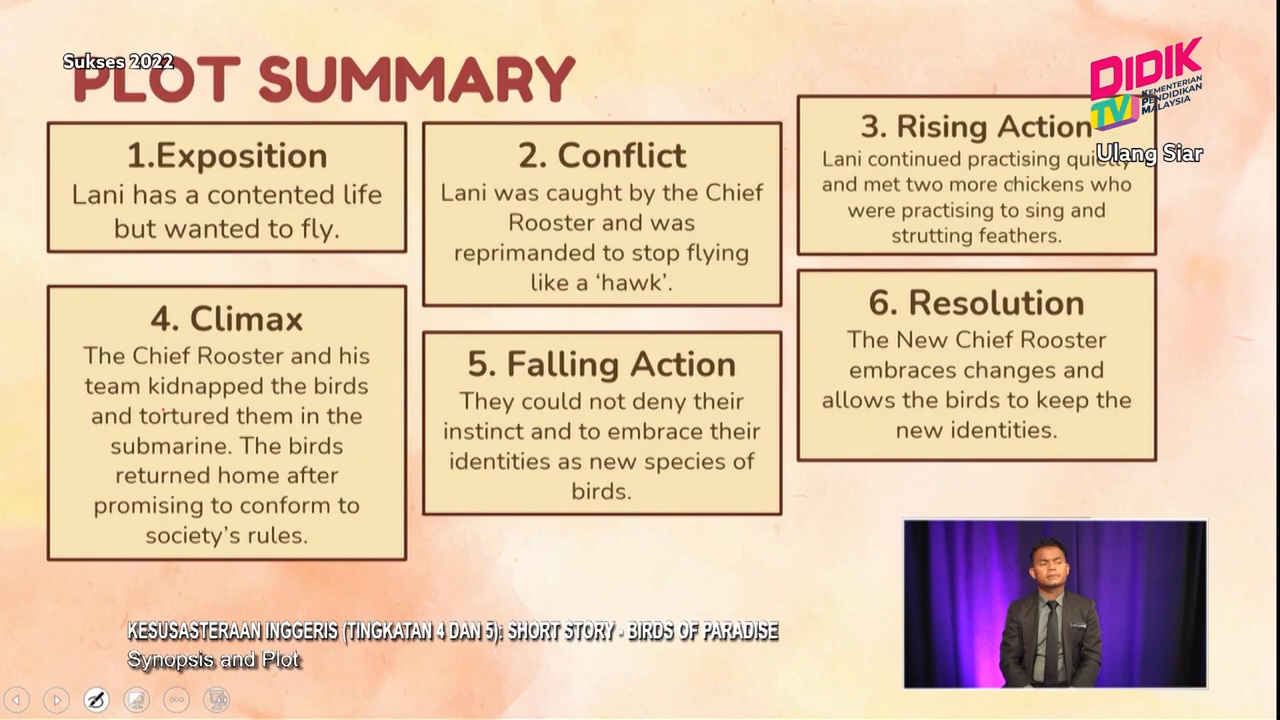 Sukses 2022
PLOT SUMMARY
DIDIK
TV
KEMENTERIAN
PENDIDIKAN
MALAYSIA
Ulang Siar
1.Exposition
Lani has a contented life
but wanted to fly.
2. Conflict
Lani was caught by the Chief
Rooster and was
reprimanded to stop flying
like a ‘hawk’.
3. Rising Action
Lani continued practising quietly
and met two more chickens who
were practising to sing and
strutting feathers.
4. Climax
The Chief Rooster and his
team kidnapped the birds
and tortured them in the
submarine. The birds
returned home after
promising to conform to
society’s rules.
5. Falling Action
They could not deny their
instinct and to embrace their
identities as new species of
birds.
6. Resolution
The New Chief Rooster
embraces changes and
allows the birds to keep the
new identities.
KESUSASTERAAN INGGERIS (TINGKATAN 4 DAN 5): SHORT STORY - BIRDS OF PARADISE
Synopsis and Plot